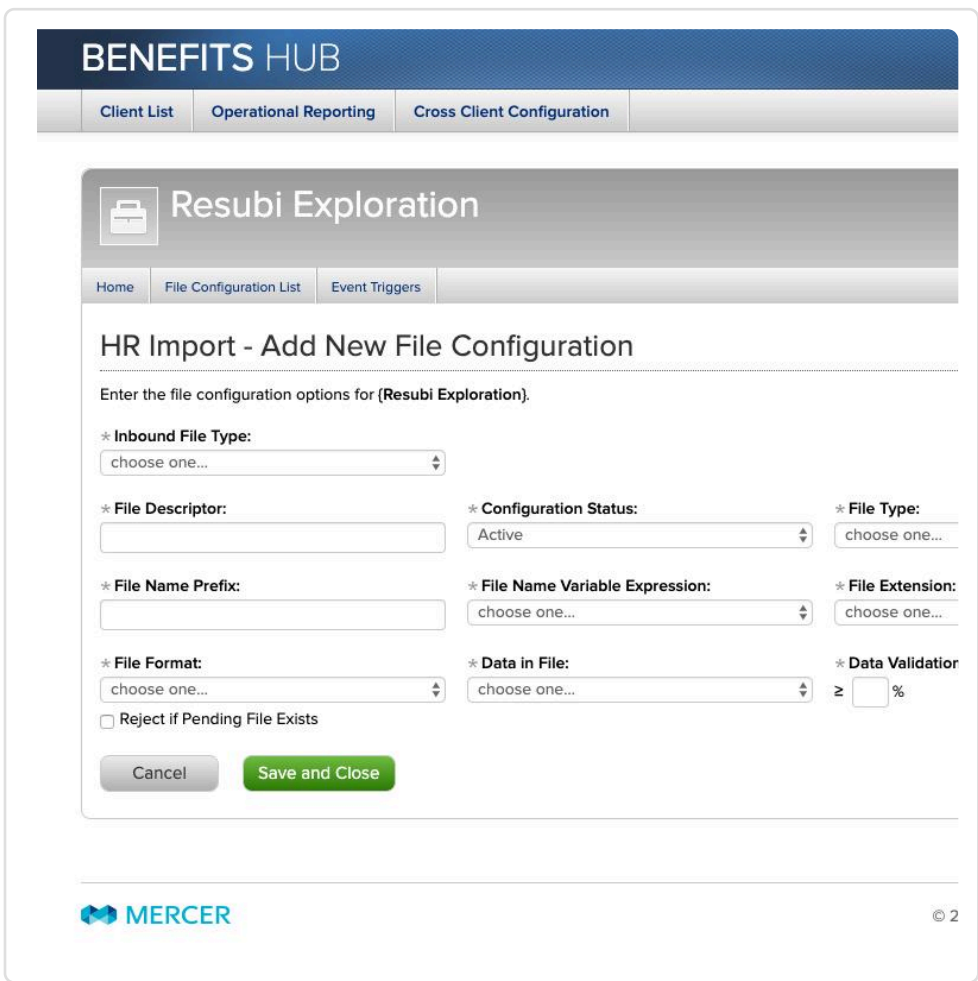 BENEFITS HUB
Client List Operational Reporting Cross Client Configuration
Resubi Exploration
Home File Configuration List Event Triggers
HR Import - Add New File Configuration
Enter the file configuration options for {Resubi Exploration}.
* Inbound File Type:
choose one...
* File Descriptor: * Configuration Status: * File Type:
Active choose one...
* File Name Prefix: * File Name Variable Expression: * File Extension:
choose one... choose one...
* File Format: * Data in File: * Data Validation
choose one... choose one... ≥ %
Reject if Pending File Exists
Cancel Save and Close
MERCER © 2